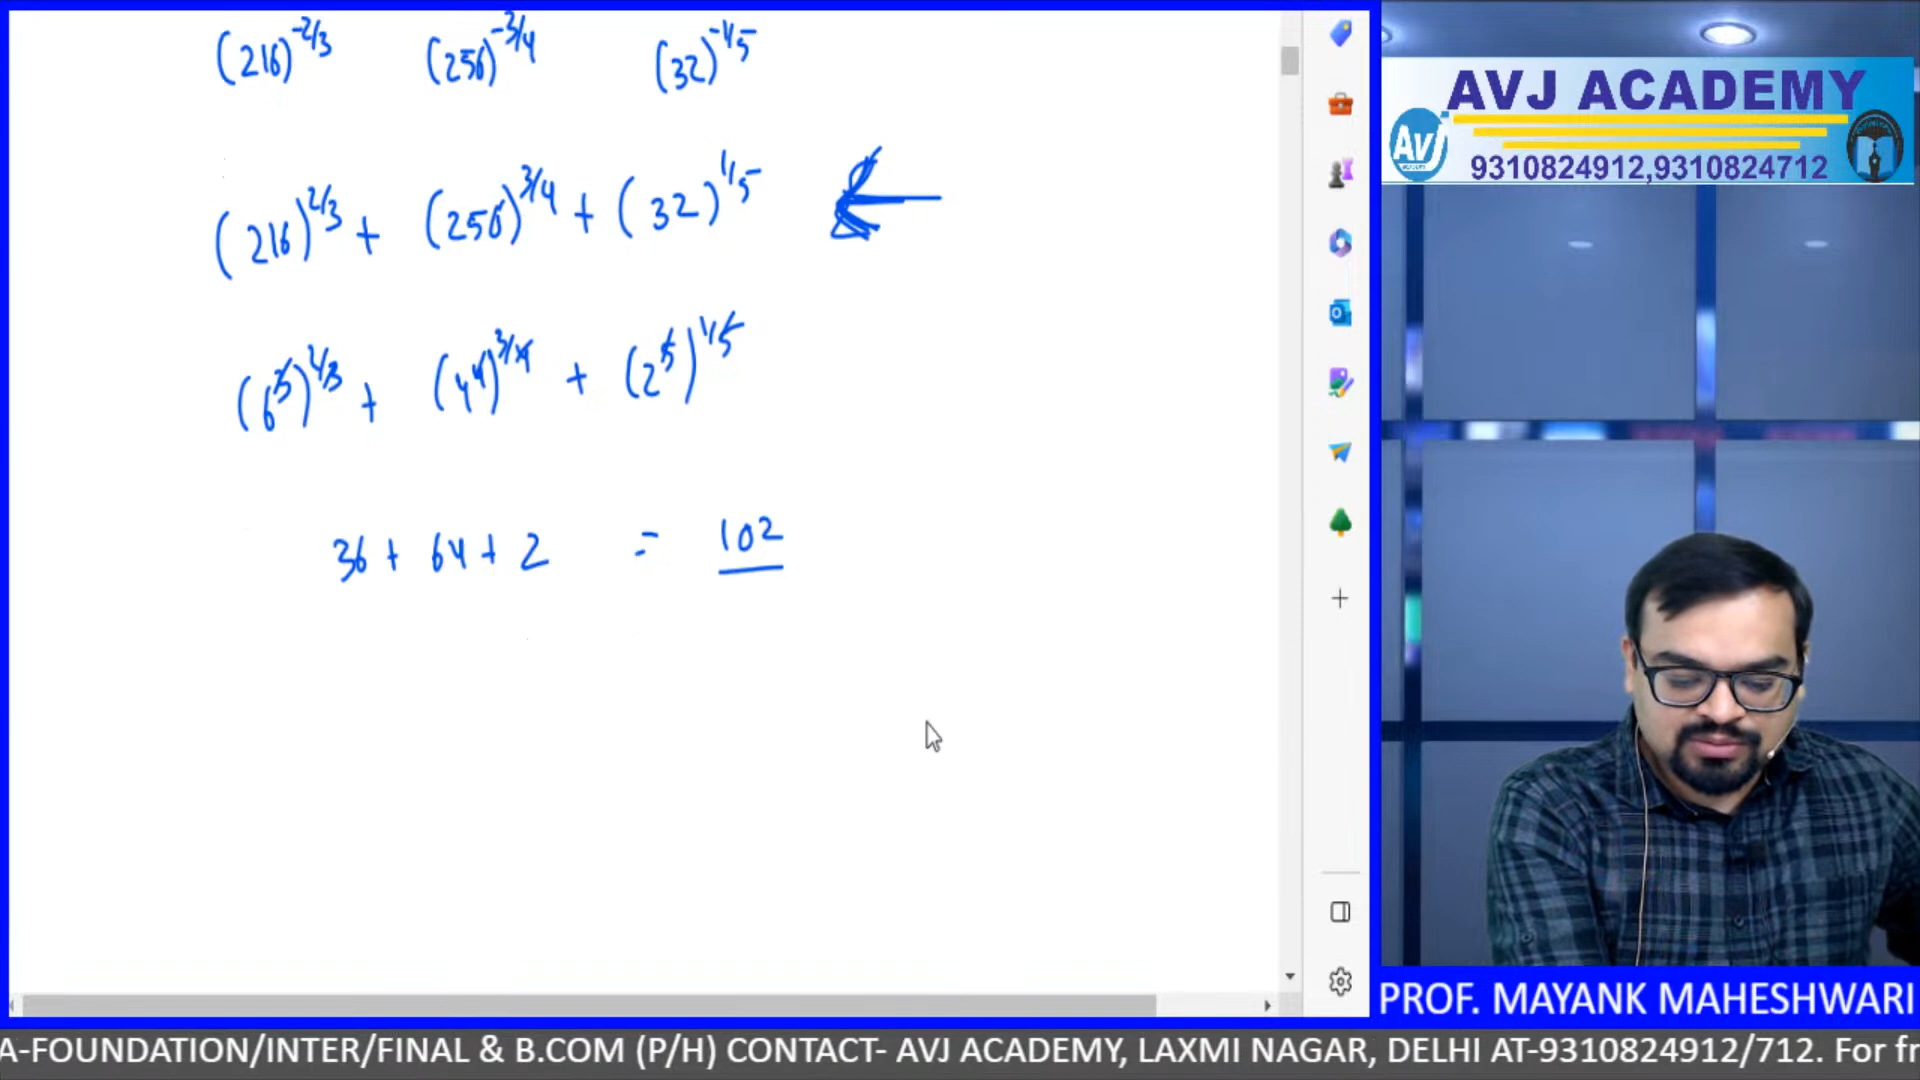 (216)^-2/3 (256)^-3/4 (32)^-1/5
(216)^2/3 + (256)^3/4 + (32)^1/5
(6^3)^2/3 + (4^4)^3/4 + (2^5)^1/5
36 + 64 + 2 = 102
AVJ ACADEMY
AVJ
9310824912,9310824712
PROF. MAYANK MAHESHWARI
A-FOUNDATION/INTER/FINAL & B.COM (P/H) CONTACT- AVJ ACADEMY, LAXMI NAGAR, DELHI AT-9310824912/712. For fr